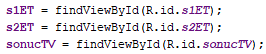 s1ET = findViewById(R.id.s1ET);
s2ET = findViewById(R.id.s2ET);
sonucTV = findViewById(R.id.sonucTV);